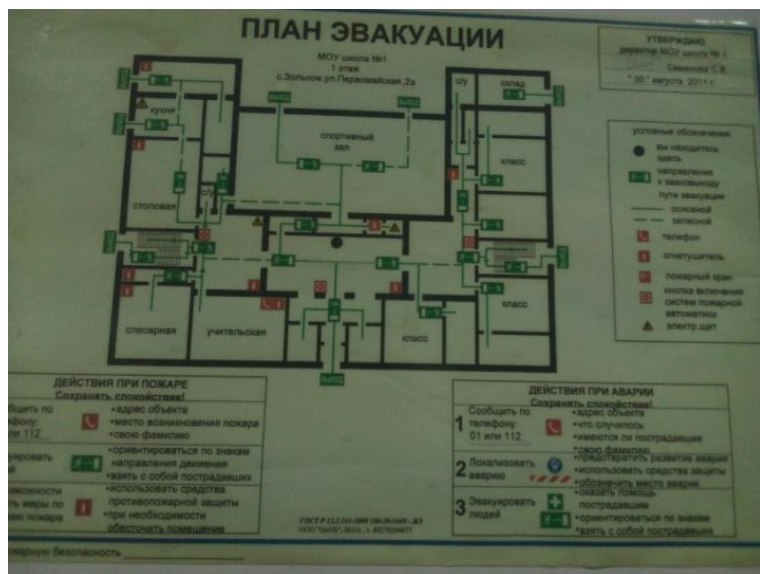 ПЛАН ЭВАКУАЦИИ
МОУ школа №1
1 этаж
с.Зольное,ул.Первомайская,2а
УТВЕРЖДАЮ
директор МОУ школа № 1
Семенова С.В.
" 30 " августа 2011 г.
с/у
склад
кухня
спортивный
зал
класс
столовая
с/у
слесарная
учительская
класс
класс
условные обозначения
вы находитесь
здесь
направление
к эваковыходу
пути эвакуации
основной
запасной
телефон
огнетушитель
пожарный кран
кнопка включения
систем пожарной
автоматики
электр.щит
ДЕЙСТВИЯ ПРИ ПОЖАРЕ
Сохранять спокойствие!
•адрес объекта
•место возникновения пожара
•свою фамилию
или 112
•ориентироваться по знакам
направления движения
•взять с собой пострадавших
•использовать средства
противопожарной защиты
•при необходимости
обесточить помещение
ДЕЙСТВИЯ ПРИ АВАРИИ
Сохранять спокойствие!
1 Сообщить по
телефону:
01 или 112
•адрес объекта
•что случилось
•имеются ли пострадавшие
•свою фамилию
2 Локализовать
аварию
•предотвратить развитие аварии
•использовать средства защиты
•обозначить место аварии
3 Эвакуировать
людей
•оказать помощь
пострадавшим
•ориентироваться по знакам
•взять с собой пострадавших